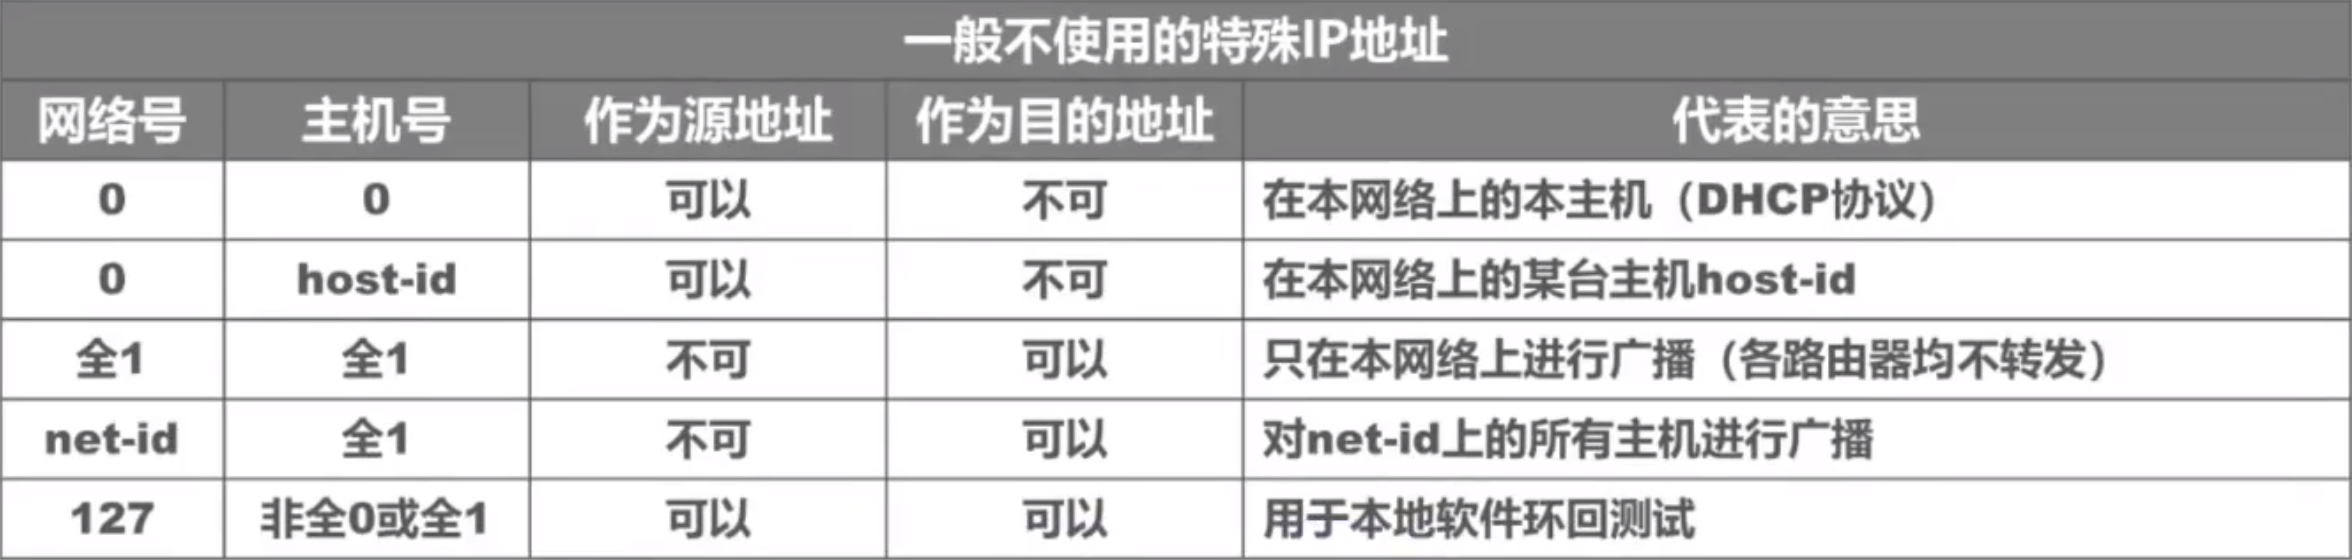 一般不使用的特殊IP地址
网络号 主机号 作为源地址 作为目的地址 代表的意思
0 0 可以 不可 在本网络上的本主机（DHCP协议）
0 host-id 可以 不可 在本网络上的某台主机host-id
全1 全1 不可 可以 只在本网络上进行广播（各路由器均不转发）
net-id 全1 不可 可以 对net-id上的所有主机进行广播
127 非全0或全1 可以 可以 用于本地软件环回测试